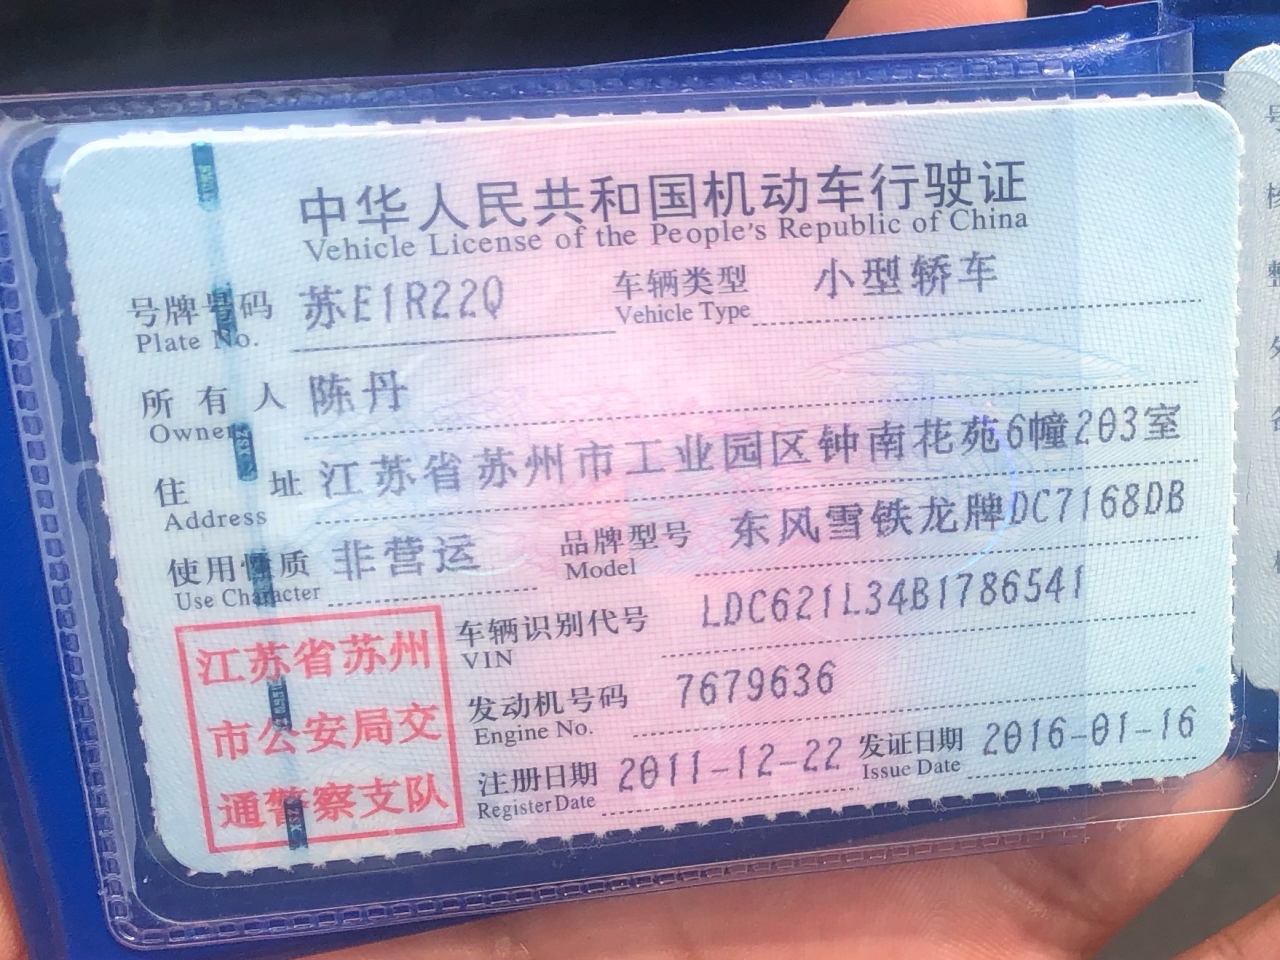 中华人民共和国机动车行驶证
Vehicle License of the People's Republic of China
号牌号码 苏E1R22Q 车辆类型 小型轿车
Plate No. Vehicle Type
所有人 陈丹
Owner
住址 江苏省苏州市工业园区钟南花苑6幢203室
Address
使用性质 非营运 品牌型号 东风雪铁龙牌DC7168DB
Use Character Model
车辆识别代号 LDC621L34B1786541
VIN
发动机号码 7679636
Engine No.
注册日期 2011-12-22 发证日期 2016-01-16
Register Date Issue Date
江苏省苏州
市公安局交
通警察支队